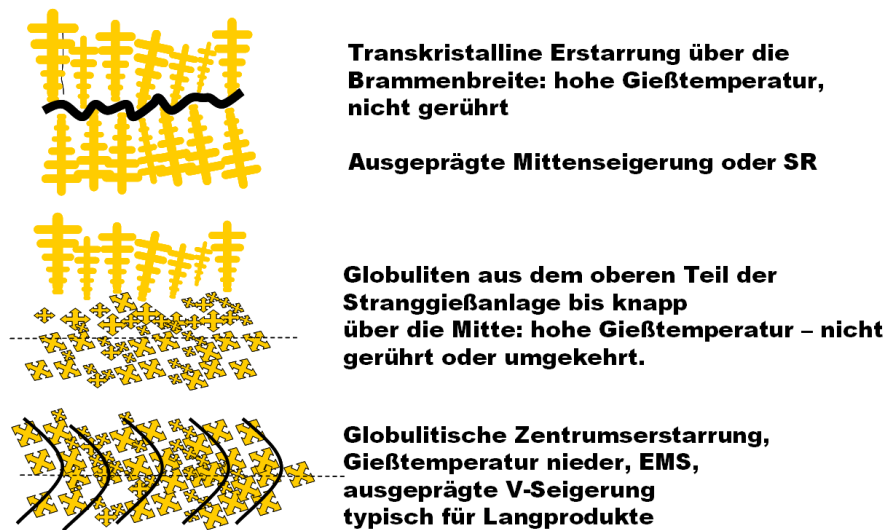 Transkristalline Erstarrung über die
Brammenbreite: hohe Gießtemperatur,
nicht gerührt
Ausgeprägte Mittenseigerung oder SR
Globuliten aus dem oberen Teil der
Stranggießanlage bis knapp
über die Mitte: hohe Gießtemperatur – nicht
gerührt oder umgekehrt.
Globulitische Zentrumserstarrung,
Gießtemperatur nieder, EMS,
ausgeprägte V-Seigerung
typisch für Langprodukte